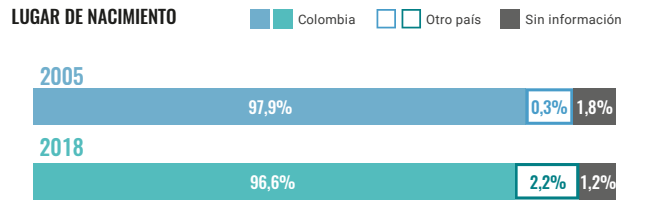 LUGAR DE NACIMIENTO Colombia Otro país Sin información
2005
97,9% 0,3% 1,8%
2018
96,6% 2,2% 1,2%